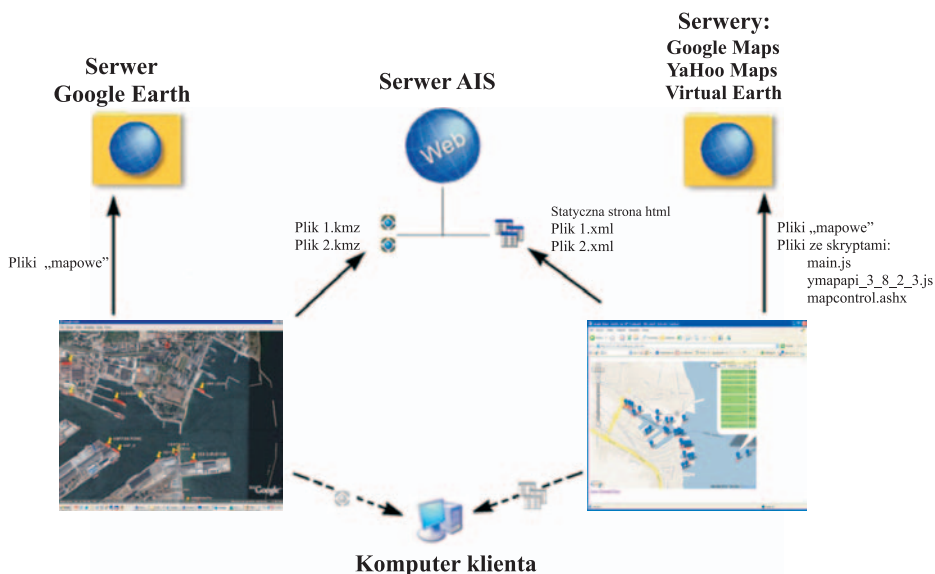 Serwery:
Google Maps
YaHoo Maps
Virtual Earth
Serwer
Google Earth
Serwer AIS
Web
Plik 1.kmz
Plik 2.kmz
Statyczna strona html
Plik 1.xml
Plik 2.xml
Pliki „mapowe”
Pliki „mapowe”
Pliki ze skryptami:
main.js
ymapapi_3_8_2_3.js
mapcontrol.ashx
Google
Komputer klienta